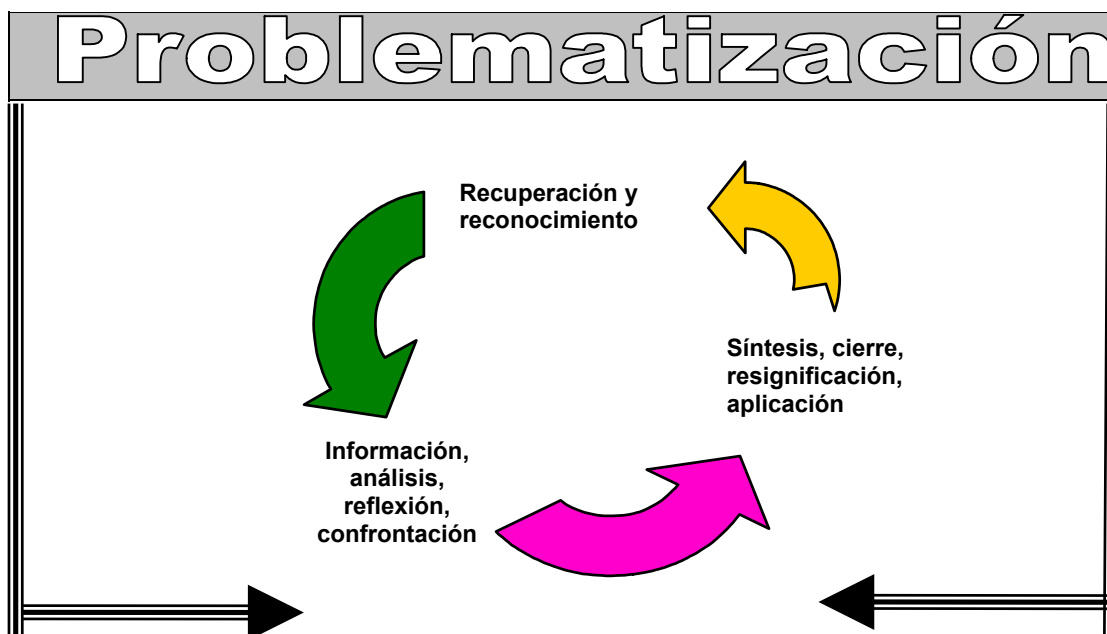 Problematización
Recuperación y
reconocimiento
Síntesis, cierre,
resignificación,
aplicación
Información,
análisis,
reflexión,
confrontación